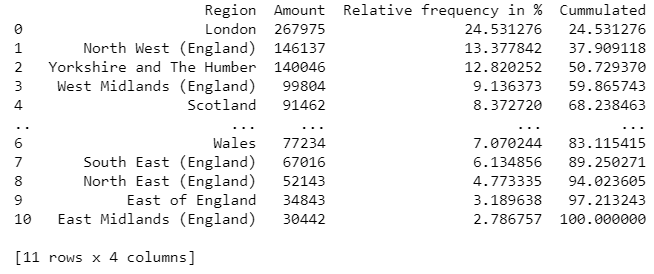 Region Amount Relative frequency in % Cummulated
0 London 267975 24.531276 24.531276
1 North West (England) 146137 13.377842 37.909118
2 Yorkshire and The Humber 140046 12.820252 50.729370
3 West Midlands (England) 99804 9.136373 59.865743
4 Scotland 91462 8.372720 68.238463
.. ... ... ... ...
6 Wales 77234 7.070244 83.115415
7 South East (England) 67016 6.134856 89.250271
8 North East (England) 52143 4.773335 94.023605
9 East of England 34843 3.189638 97.213243
10 East Midlands (England) 30442 2.786757 100.000000
[11 rows x 4 columns]